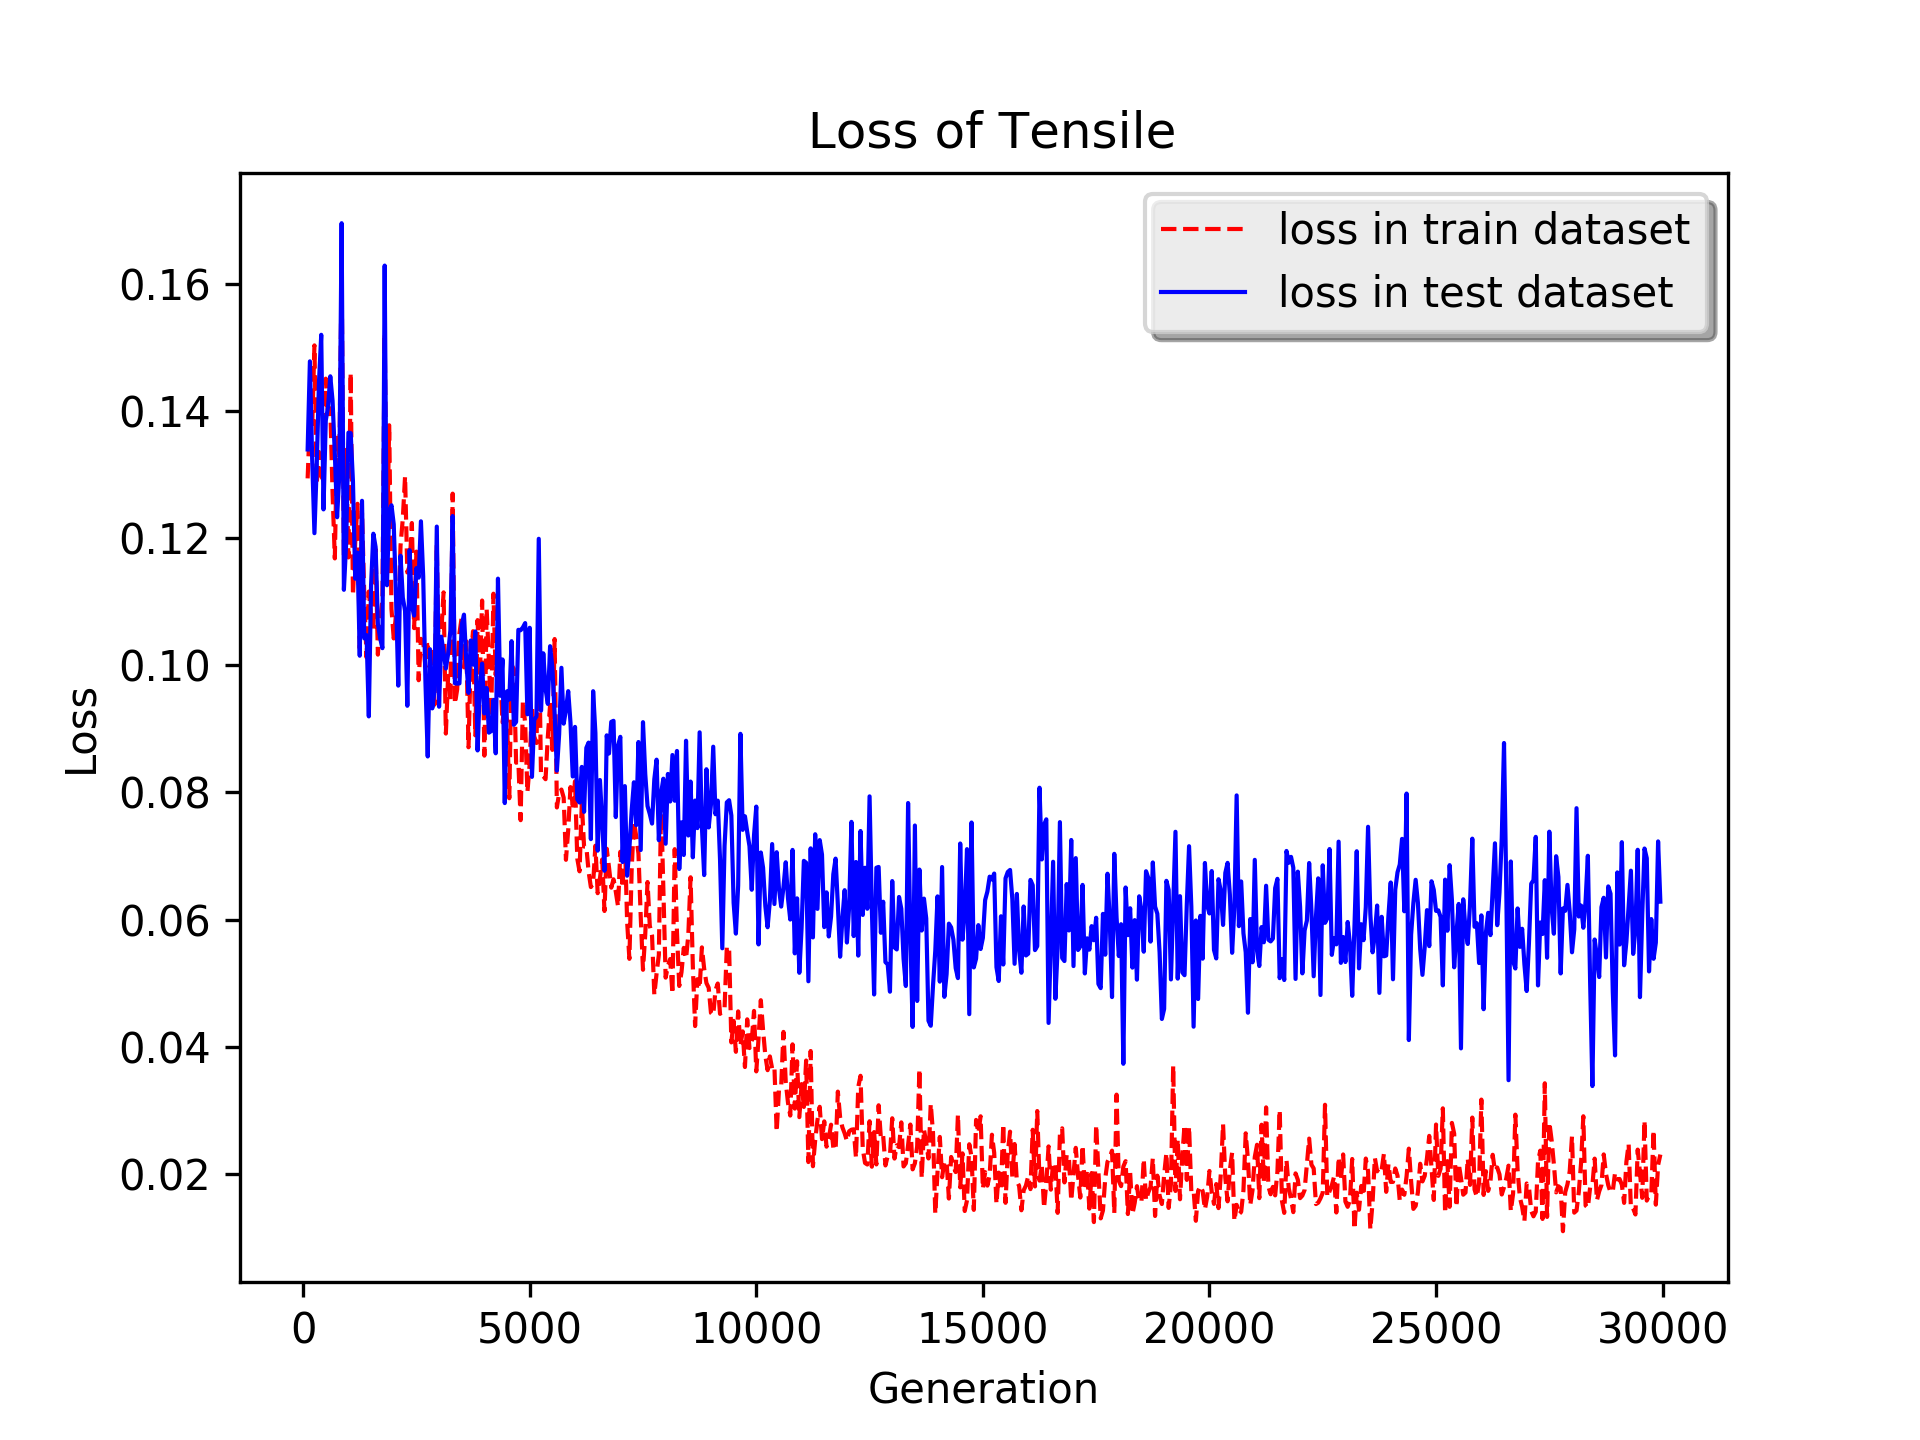 Loss of Tensile
loss in train dataset
loss in test dataset
0.16
0.14
0.12
0.10
0.08
0.06
0.04
0.02
Loss
0 5000 10000 15000 20000 25000 30000
Generation